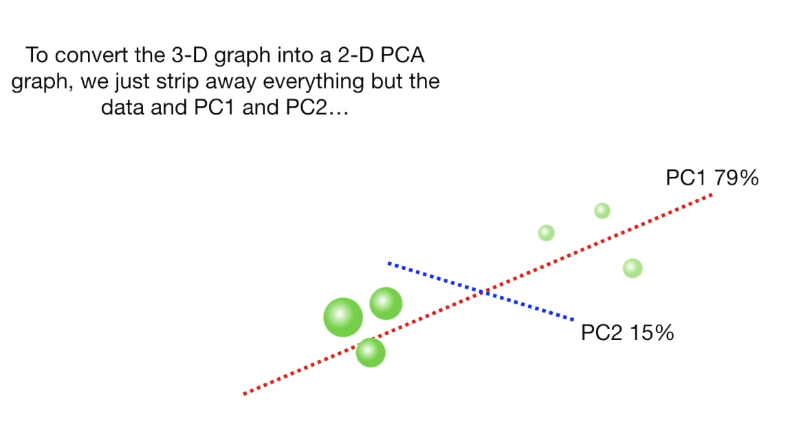 To convert the 3-D graph into a 2-D PCA
graph, we just strip away everything but the
data and PC1 and PC2…
PC1 79%
PC2 15%